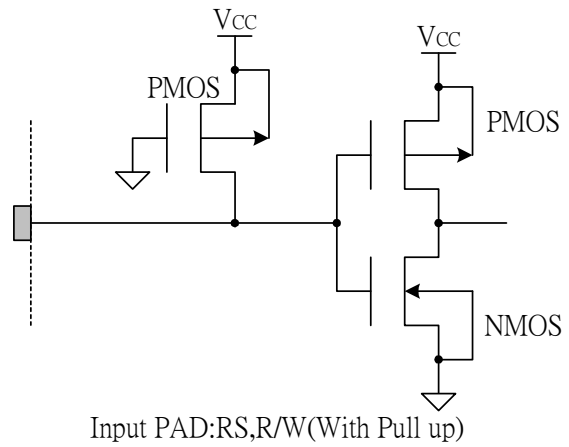 VCC
VCC
PMOS
PMOS
NMOS
Input PAD:RS,R/W(With Pull up)